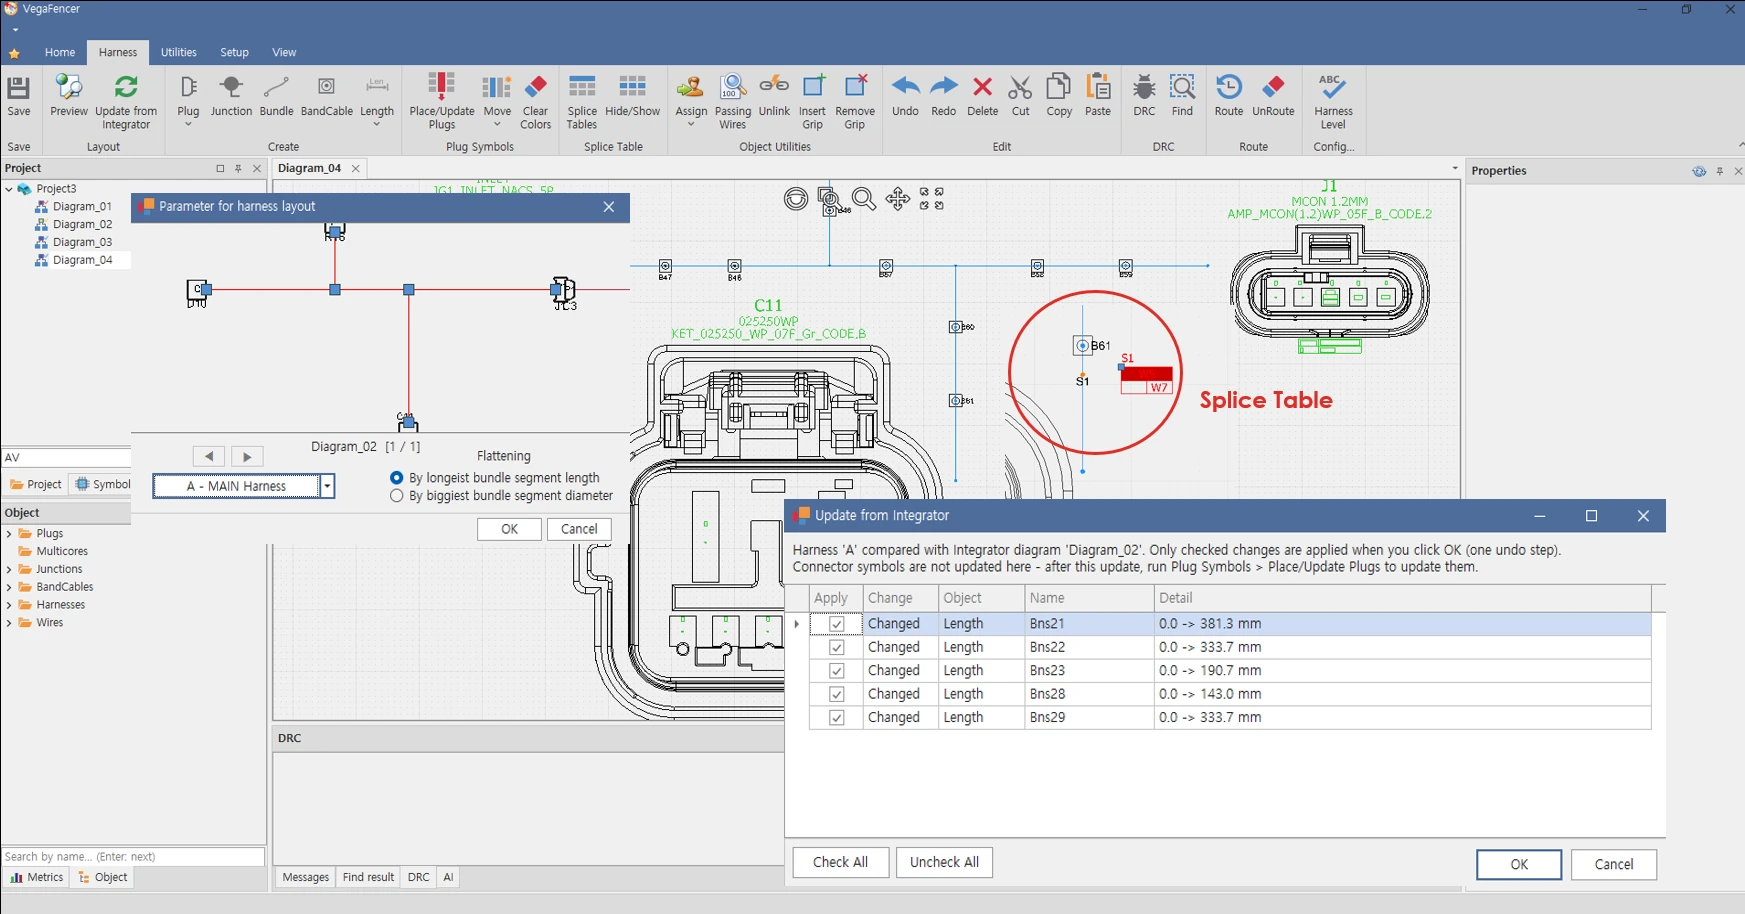 VegaFencer
Home Harness Utilities Setup View
Save Preview Update from Integrator Plug Junction Bundle BandCable Length Place/Update Plugs Move Clear Colors Splice Tables Hide/Show Assign Passing Wires Unlink Insert Grip Remove Grip Undo Redo Delete Cut Copy Paste DRC Find Route UnRoute Harness Level
Save Layout Create Plug Symbols Splice Table Object Utilities Edit DRC Route Config...
Project
Diagram_04
Properties
Project3
Diagram_01
Diagram_02
Diagram_03
Diagram_04
JG1 INLET NACS 5P
Parameter for harness layout
J1
MCON 1.2MM
AMP_MCON(1.2)WP_05F_B_CODE.2
B47
C11
025250WP
KET_025250_WP_07F_Gr_CODE.B
B60
B61
B61
S1
S1
W7
Splice Table
Diagram_02 [1 / 1]
A - MAIN Harness
Flattening
By longeist bundle segment length
By biggiest bundle segment diameter
OK Cancel
AV
Project Symbol
Object
Plugs
Multicores
Junctions
BandCables
Harnesses
Wires
Update from Integrator
Harness 'A' compared with Integrator diagram 'Diagram_02'. Only checked changes are applied when you click OK (one undo step).
Connector symbols are not updated here - after this update, run Plug Symbols > Place/Update Plugs to update them.
Apply Change Object Name Detail
Changed Length Bns21 0.0 -> 381.3 mm
Changed Length Bns22 0.0 -> 333.7 mm
Changed Length Bns23 0.0 -> 190.7 mm
Changed Length Bns28 0.0 -> 143.0 mm
Changed Length Bns29 0.0 -> 333.7 mm
Check All Uncheck All OK Cancel
DRC
Search by name... (Enter: next)
Metrics Object
Messages Find result DRC AI